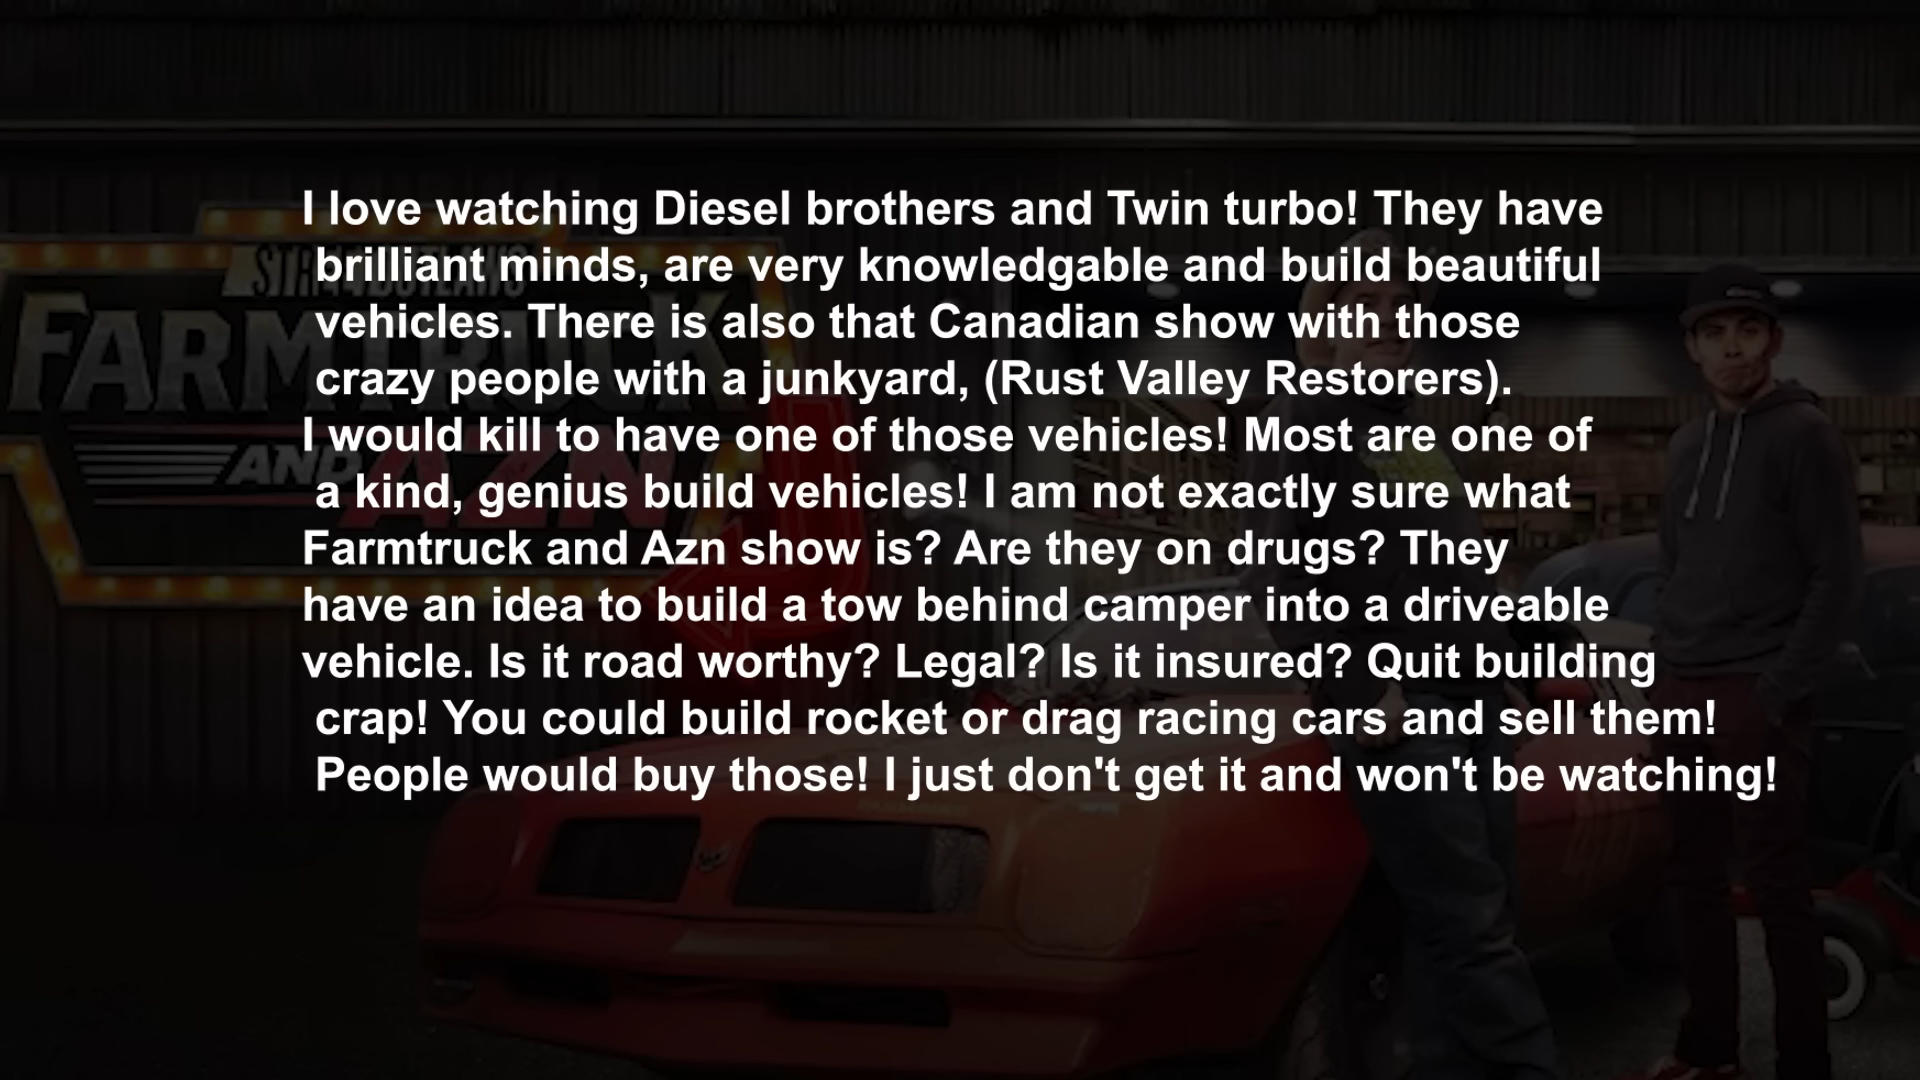 I love watching Diesel brothers and Twin turbo! They have
brilliant minds, are very knowledgable and build beautiful
vehicles. There is also that Canadian show with those
crazy people with a junkyard, (Rust Valley Restorers).
I would kill to have one of those vehicles! Most are one of
a kind, genius build vehicles! I am not exactly sure what
Farmtruck and Azn show is? Are they on drugs? They
have an idea to build a tow behind camper into a driveable
vehicle. Is it road worthy? Legal? Is it insured? Quit building
crap! You could build rocket or drag racing cars and sell them!
People would buy those! I just don't get it and won't be watching!
STREET OUTLAWS
FARMTRUCK
AND AZN